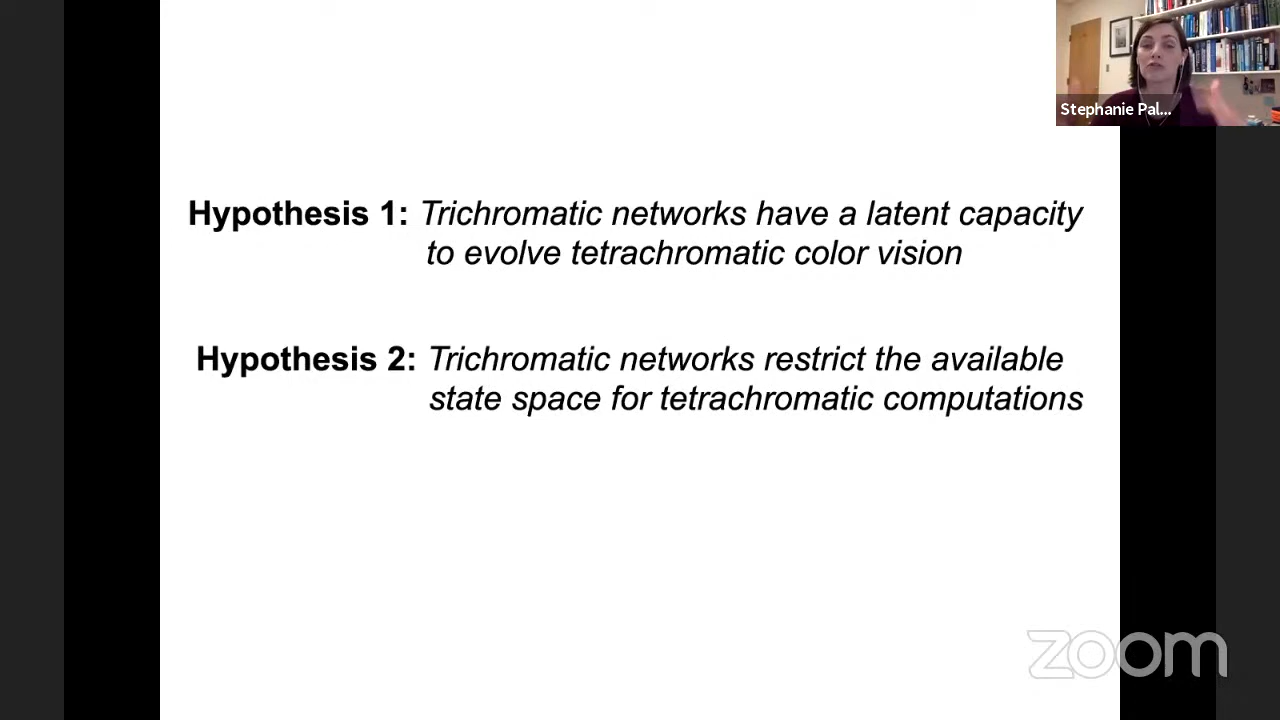 Stephanie Pal...
Hypothesis 1: Trichromatic networks have a latent capacity
to evolve tetrachromatic color vision
Hypothesis 2: Trichromatic networks restrict the available
state space for tetrachromatic computations
zoom